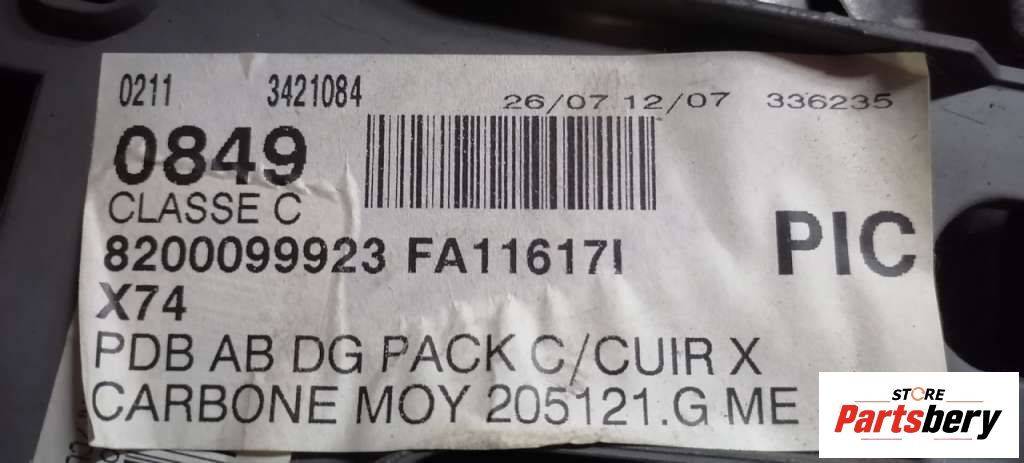 0211 3421084 26/07 12/07 336235
0849
CLASSE C
8200099923 FA11617I PIC
X74
PDB AB DG PACK C/CUIR X
CARBONE MOY 205121.G ME
STORE
Partsbery